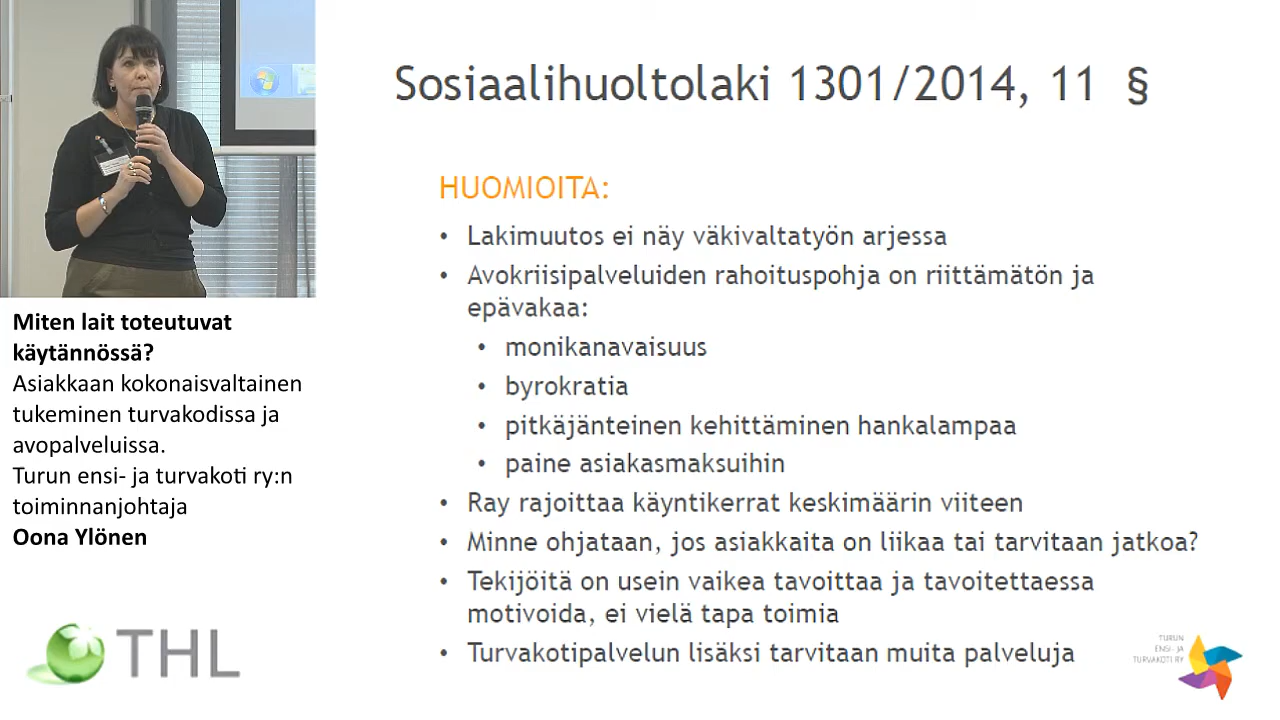 Sosiaalihuoltolaki 1301/2014, 11 §
HUOMIOITA:
• Lakimuutos ei näy väkivaltatyön arjessa
• Avokriisipalveluiden rahoituspohja on riittämätön ja
epävakaa:
• monikanavaisuus
• byrokratia
• pitkäjänteinen kehittäminen hankalampaa
• paine asiakasmaksuihin
• Ray rajoittaa käyntikerrat keskimäärin viiteen
• Minne ohjataan, jos asiakkaita on liikaa tai tarvitaan jatkoa?
• Tekijöitä on usein vaikea tavoittaa ja tavoitettaessa
motivoida, ei vielä tapa toimia
• Turvakotipalvelun lisäksi tarvitaan muita palveluja
Miten lait toteutuvat
käytännössä?
Asiakkaan kokonaisvaltainen
tukeminen turvakodissa ja
avopalveluissa.
Turun ensi- ja turvakoti ry:n
toiminnanjohtaja
Oona Ylönen
THL
TURUN
ENSI- JA
TURVAKOTI RY